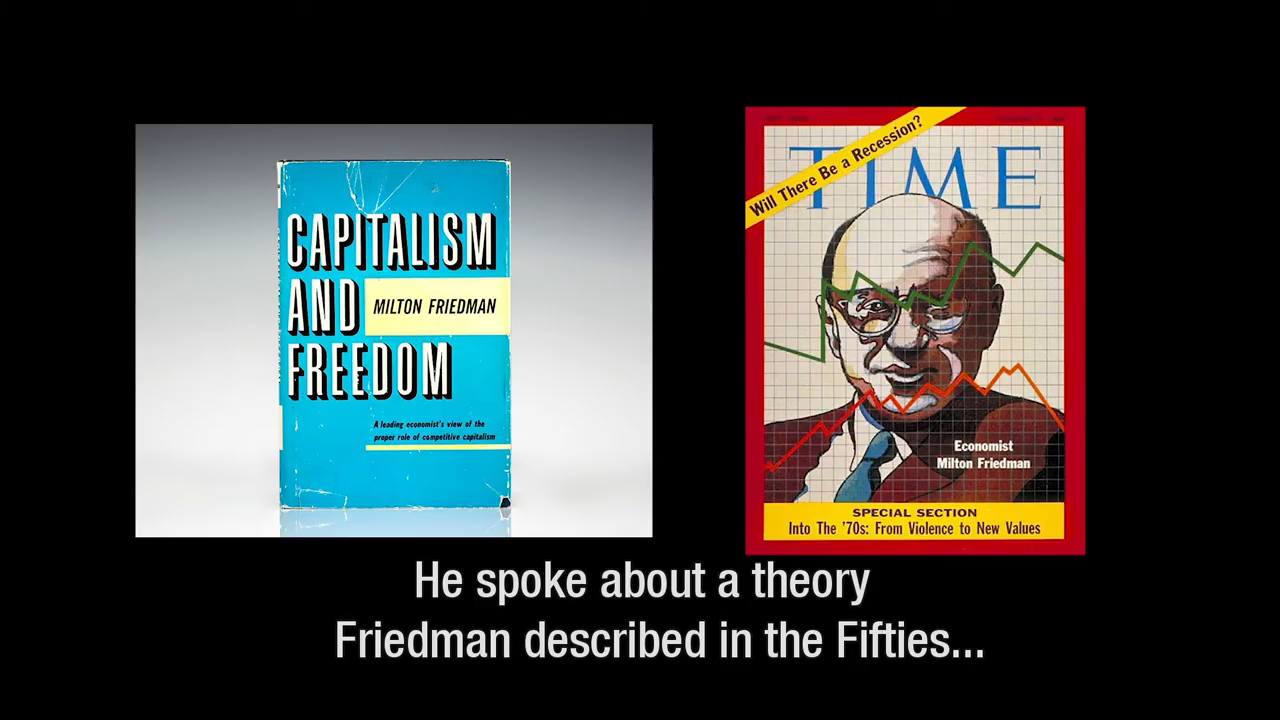 CAPITALISM
AND
MILTON FRIEDMAN
FREEDOM
A leading economist's view of the
proper role of competitive capitalism
Will There Be a Recession?
TIME
Economist
Milton Friedman
SPECIAL SECTION
Into The '70s: From Violence to New Values
He spoke about a theory
Friedman described in the Fifties...